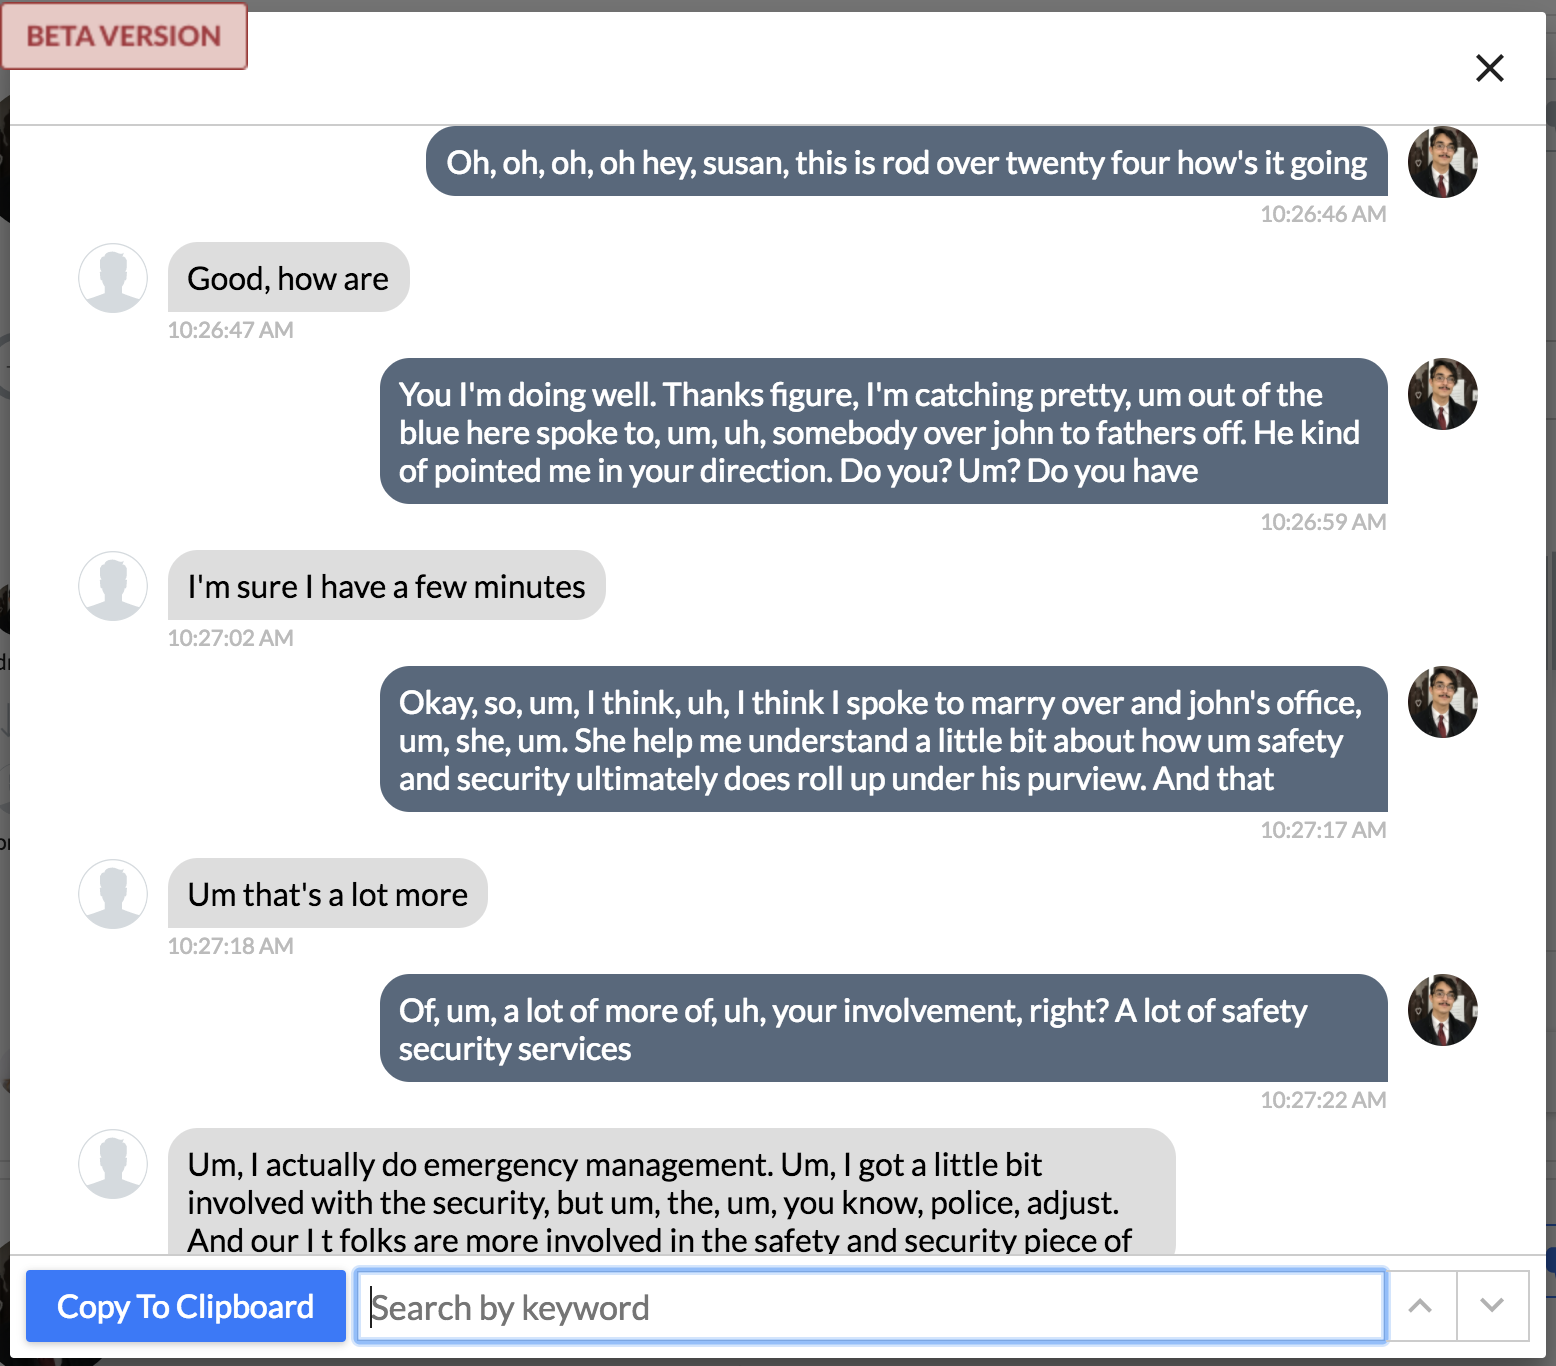 BETA VERSION
Oh, oh, oh, oh hey, susan, this is rod over twenty four how's it going
10:26:46 AM
Good, how are
10:26:47 AM
You I'm doing well. Thanks figure, I'm catching pretty, um out of the
blue here spoke to, um, uh, somebody over john to fathers off. He kind
of pointed me in your direction. Do you? Um? Do you have
10:26:59 AM
I'm sure I have a few minutes
10:27:02 AM
Okay, so, um, I think, uh, I think I spoke to marry over and john's office,
um, she, um. She help me understand a little bit about how um safety
and security ultimately does roll up under his purview. And that
10:27:17 AM
Um that's a lot more
10:27:18 AM
Of, um, a lot of more of, uh, your involvement, right? A lot of safety
security services
10:27:22 AM
Um, I actually do emergency management. Um, I got a little bit
involved with the security, but um, the, um, you know, police, adjust.
And our I t folks are more involved in the safety and security piece of
Copy To Clipboard
Search by keyword